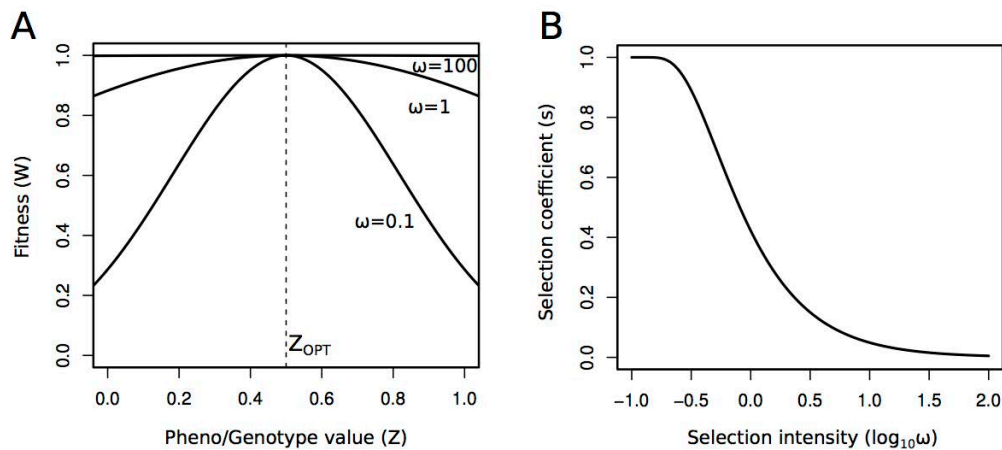 A
Fitness (W)
1.0
0.8
0.6
0.4
0.2
0.0
ω=100
ω=1
ω=0.1
ZOPT
0.0 0.2 0.4 0.6 0.8 1.0
Pheno/Genotype value (Z)
B
Selection coefficient (s)
1.0
0.8
0.6
0.4
0.2
0.0
−1.0 −0.5 0.0 0.5 1.0 1.5 2.0
Selection intensity (log10ω)